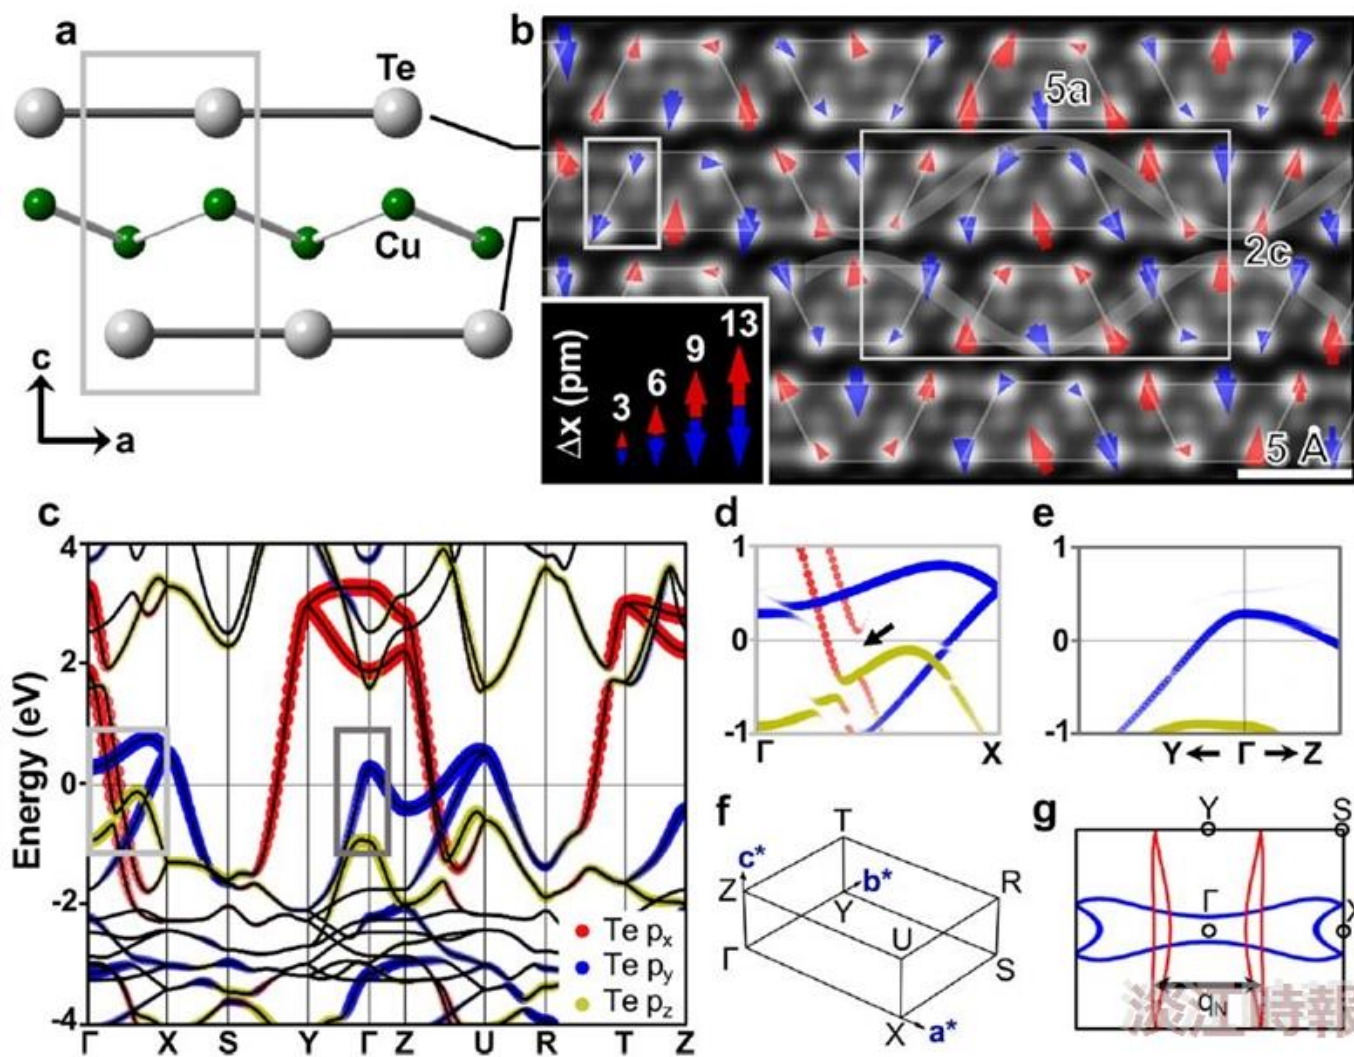 a
Te
Cu
c
a
b
5a
2c
Δx (pm)
3
6
9
13
5 Å
c
Energy (eV)
4
2
0
-2
-4
Te px
Te py
Te pz
Γ X S Y Γ Z U R T Z
d
1
0
-1
Γ X
e
1
0
-1
Y Γ Z
f
T
c*
Z
b*
R
Y
U
Γ
S
X
a*
g
Y
S
Γ
X
qN
淡江時報